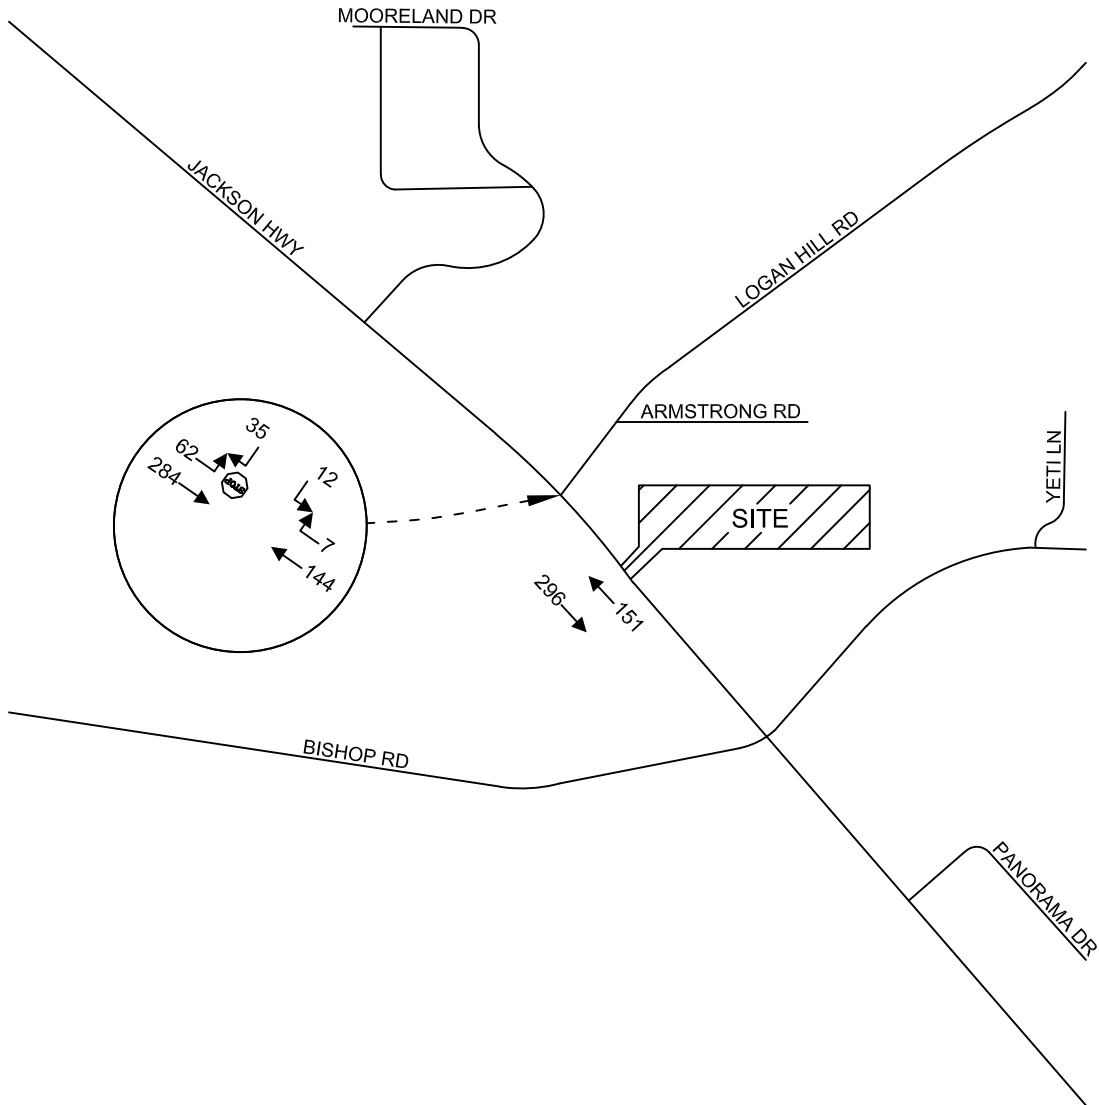 MOORELAND DR
JACKSON HWY
LOGAN HILL RD
ARMSTRONG RD
35
62
284
STOP
12
7
144
YETI LN
SITE
296
151
BISHOP RD
PANORAMA DR